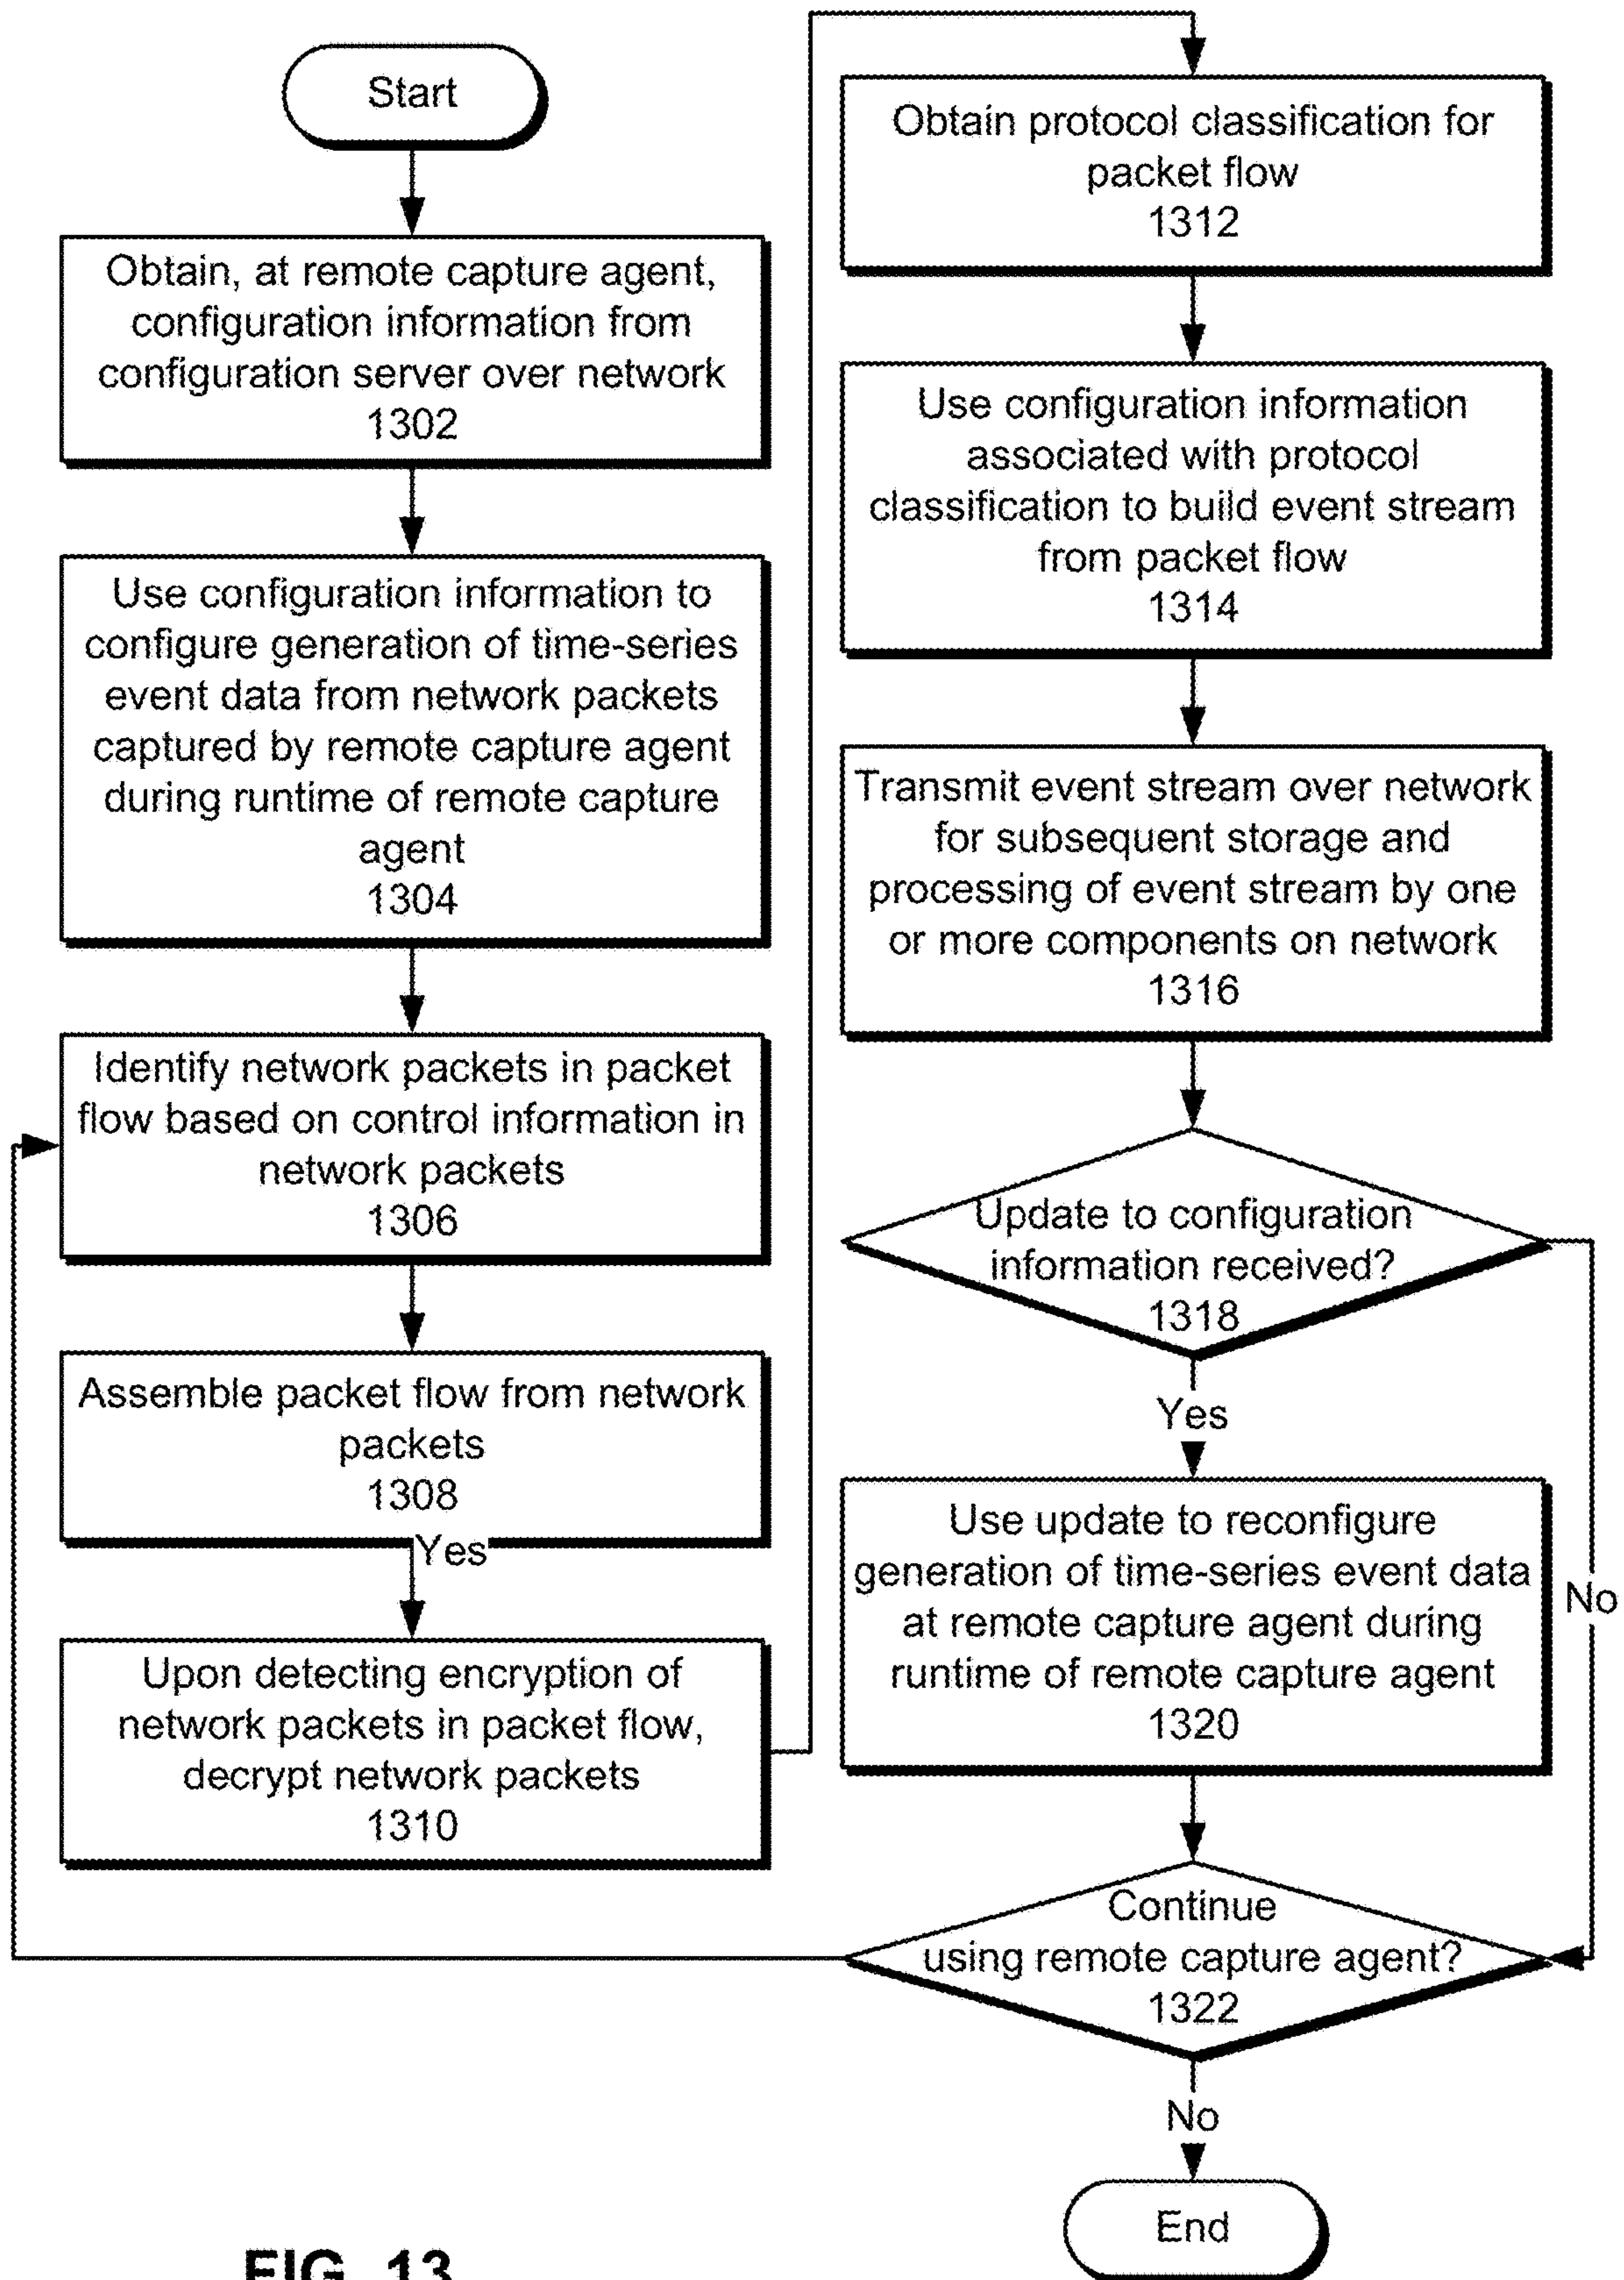 Start
Obtain, at remote capture agent,
configuration information from
configuration server over network
1302
Use configuration information to
configure generation of time-series
event data from network packets
captured by remote capture agent
during runtime of remote capture
agent
1304
Identify network packets in packet
flow based on control information in
network packets
1306
Assemble packet flow from network
packets
1308
Yes
Upon detecting encryption of
network packets in packet flow,
decrypt network packets
1310
Obtain protocol classification for
packet flow
1312
Use configuration information
associated with protocol
classification to build event stream
from packet flow
1314
Transmit event stream over network
for subsequent storage and
processing of event stream by one
or more components on network
1316
Update to configuration
information received?
1318
Yes
No
Use update to reconfigure
generation of time-series event data
at remote capture agent during
runtime of remote capture agent
1320
Continue
using remote capture agent?
1322
No
End
FIG. 13